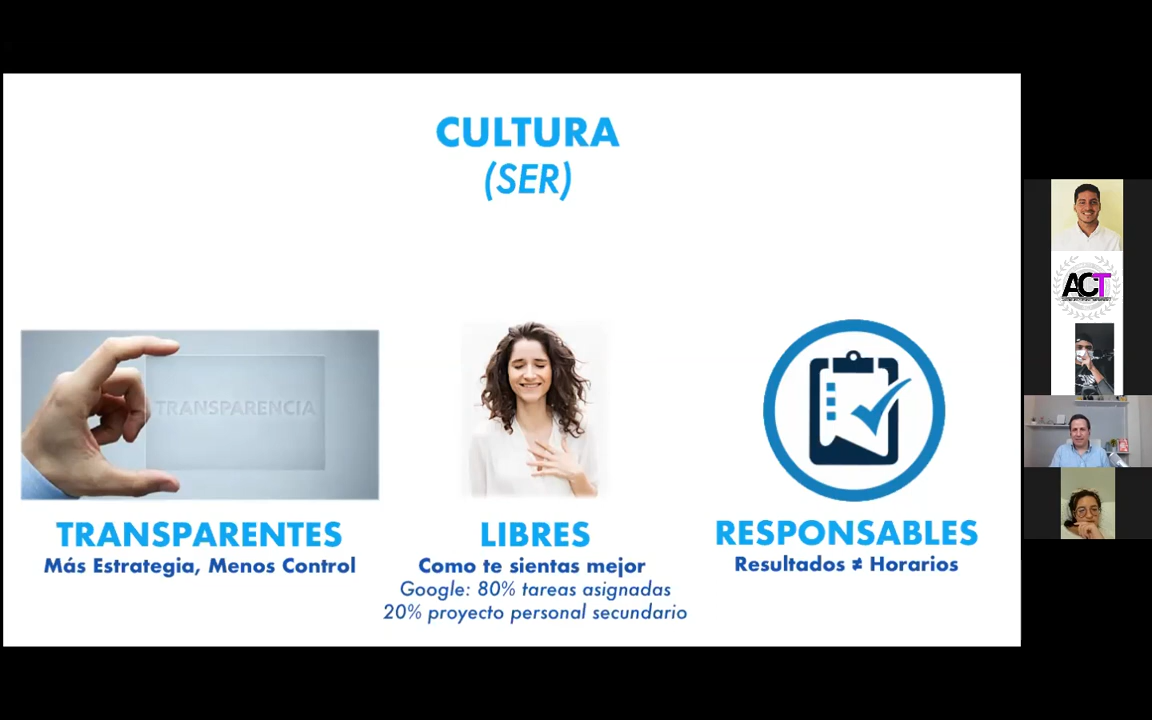 CULTURA
(SER)
TRANSPARENCIA
TRANSPARENTES
Más Estrategia, Menos Control
LIBRES
Como te sientas mejor
Google: 80% tareas asignadas
20% proyecto personal secundario
RESPONSABLES
Resultados ≠ Horarios
ACT